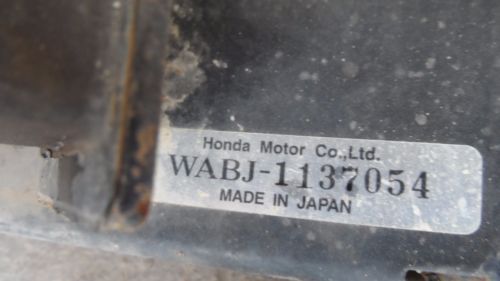 Honda Motor Co.,Ltd.
WABJ-1137054
MADE IN JAPAN